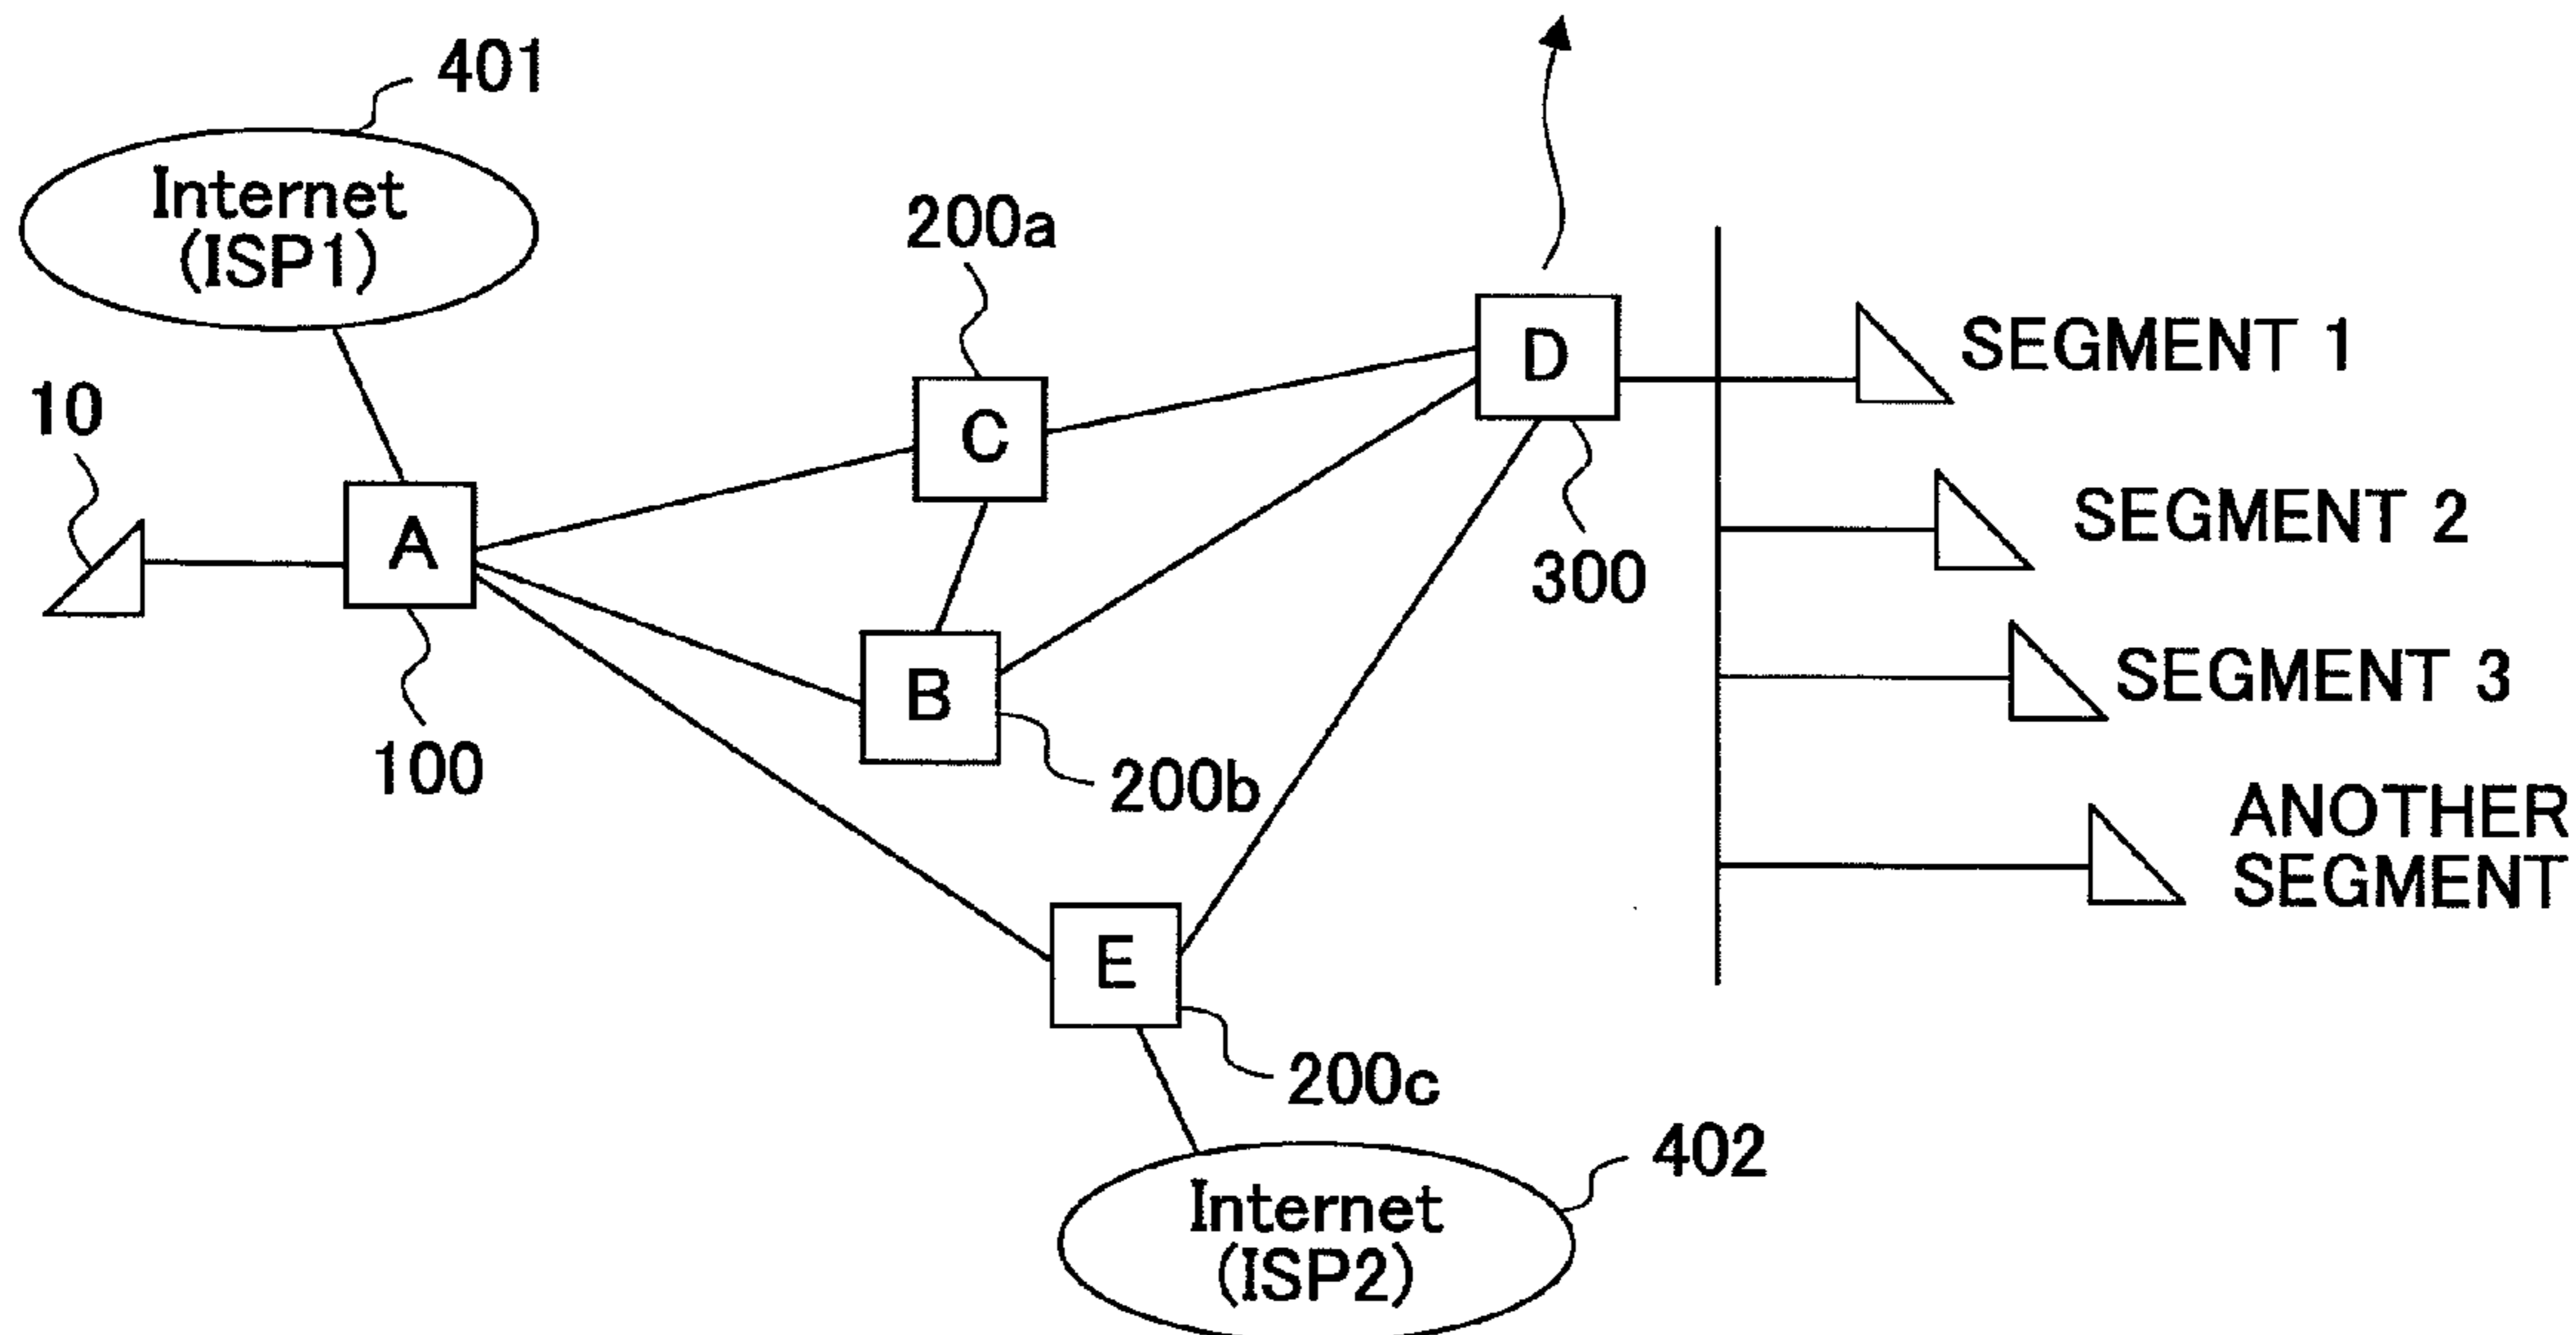 401
Internet
(ISP1)
200a
10
C
D
SEGMENT 1
A
SEGMENT 2
300
B
SEGMENT 3
100
200b
ANOTHER
SEGMENT
E
200c
402
Internet
(ISP2)